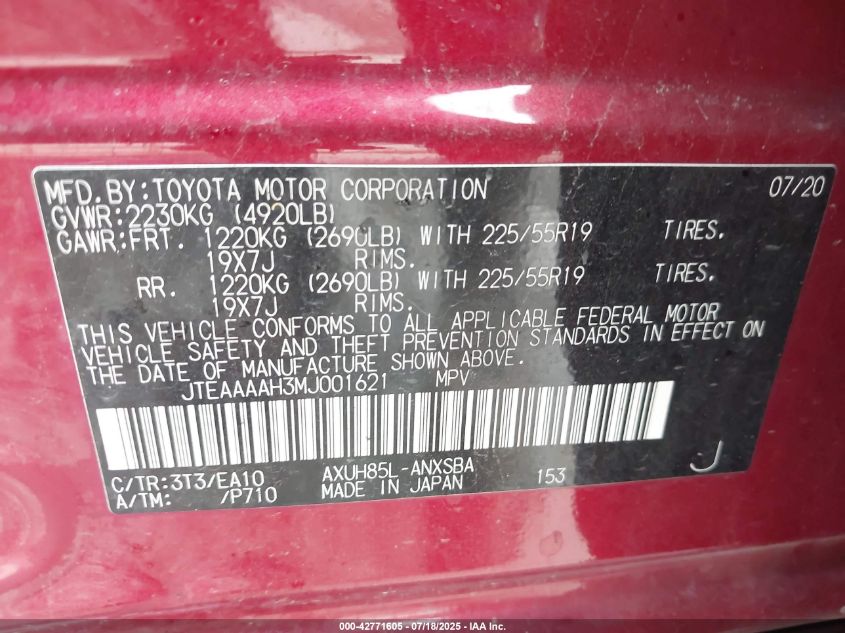 MFD.BY:TOYOTA MOTOR CORPORATION 07/20
GVWR:2230KG (4920LB)
GAWR:FRT. 1220KG (2690LB) WITH 225/55R19 TIRES.
19X7J RIMS.
RR. 1220KG (2690LB) WITH 225/55R19 TIRES.
19X7J RIMS.
THIS VEHICLE CONFORMS TO ALL APPLICABLE FEDERAL MOTOR
VEHICLE SAFETY AND THEFT PREVENTION STANDARDS IN EFFECT ON
THE DATE OF MANUFACTURE SHOWN ABOVE.
JTEAAAAH3MJ001621 MPV
C/TR:3T3/EA10 AXUH85L-ANXSBA 153 J
A/TM: /P710 MADE IN JAPAN
000-42771605 - 07/18/2025 - IAA Inc.